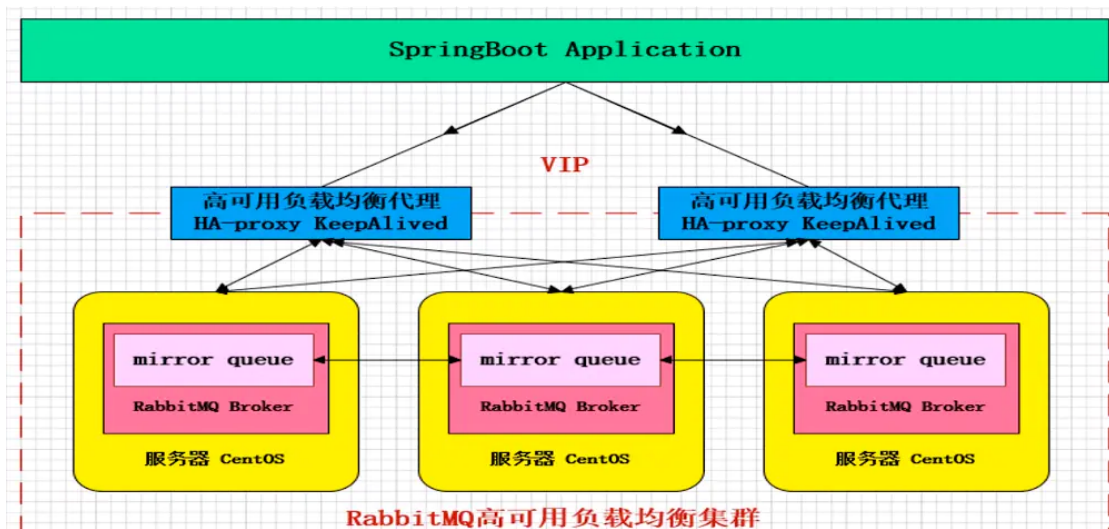 SpringBoot Application
VIP
高可用负载均衡代理
HA-proxy KeepAlived
高可用负载均衡代理
HA-proxy KeepAlived
mirror queue
RabbitMQ Broker
服务器 CentOS
mirror queue
RabbitMQ Broker
服务器 CentOS
mirror queue
RabbitMQ Broker
服务器 CentOS
RabbitMQ高可用负载均衡集群